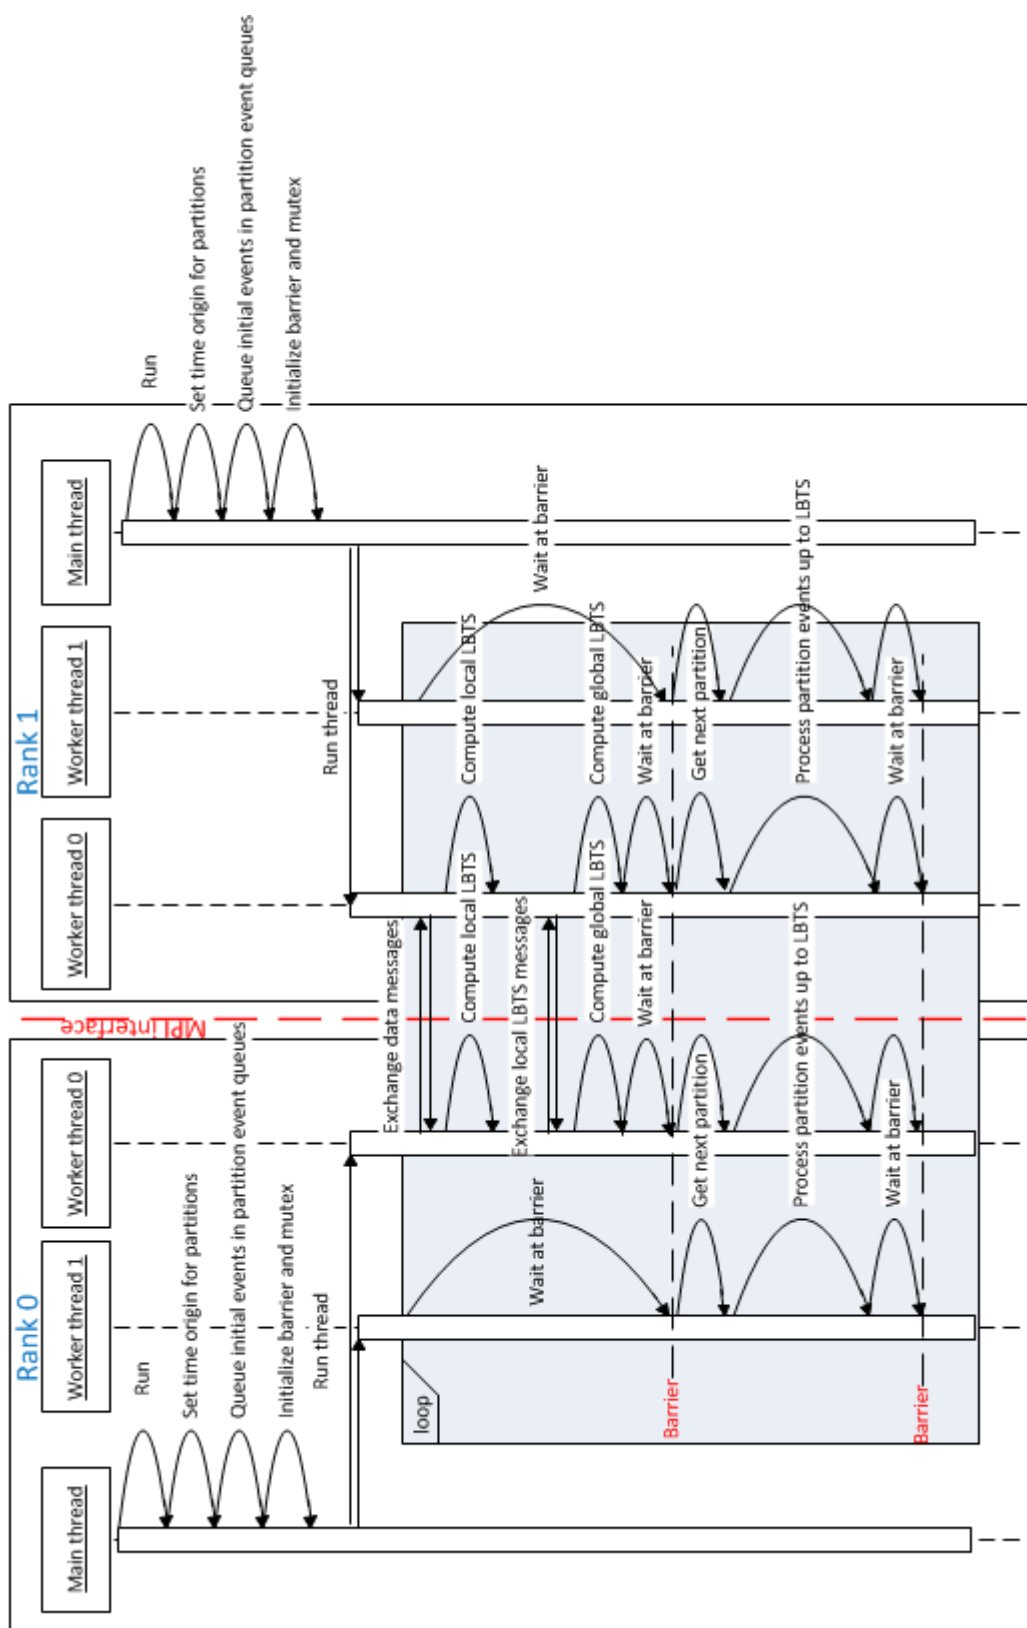 Rank 0
Rank 1
Main thread
Worker thread 1
Worker thread 0
MPI interface
Worker thread 0
Worker thread 1
Main thread
Run
Set time origin for partitions
Queue initial events in partition event queues
Initialize barrier and mutex
Run thread
Run
Set time origin for partitions
Queue initial events in partition event queues
Initialize barrier and mutex
Run thread
loop
Exchange data messages
Wait at barrier
Compute local LBTS
Compute local LBTS
Wait at barrier
Exchange local LBTS messages
Compute global LBTS
Compute global LBTS
Wait at barrier
Wait at barrier
Barrier
Get next partition
Get next partition
Process partition events up to LBTS
Process partition events up to LBTS
Wait at barrier
Wait at barrier
Barrier